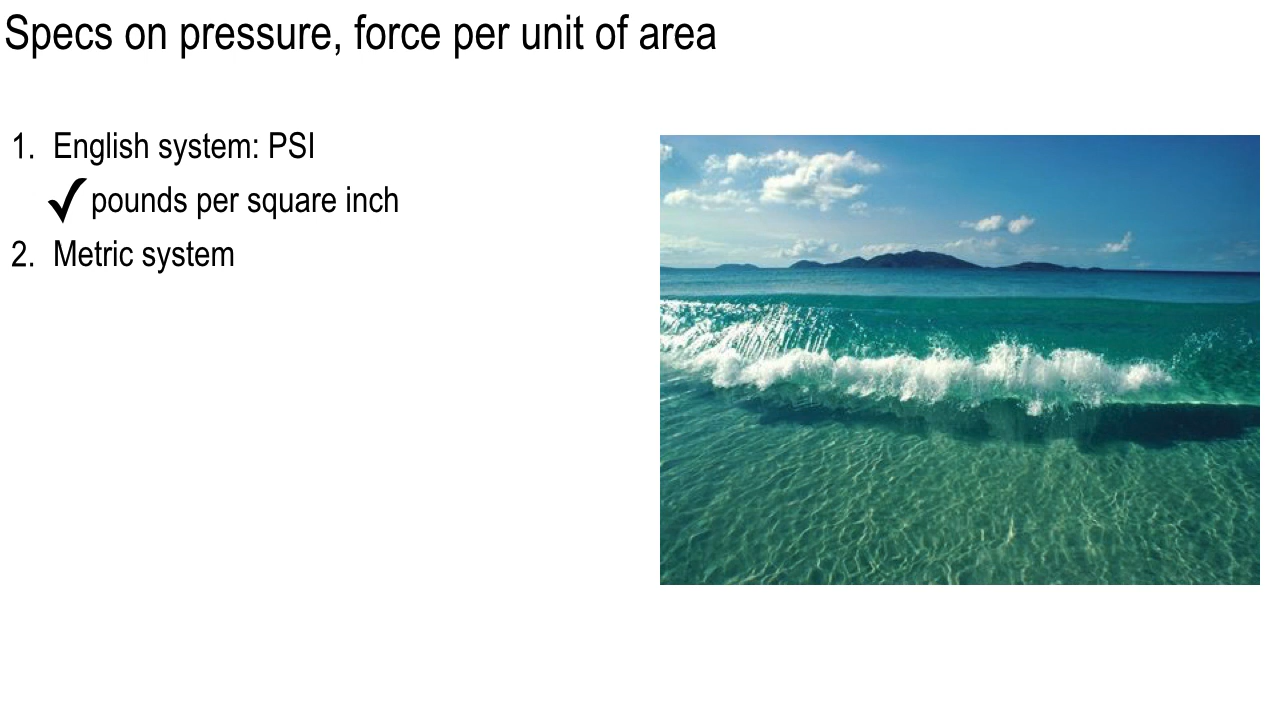 Specs on pressure, force per unit of area
1. English system: PSI
✓ pounds per square inch
2. Metric system